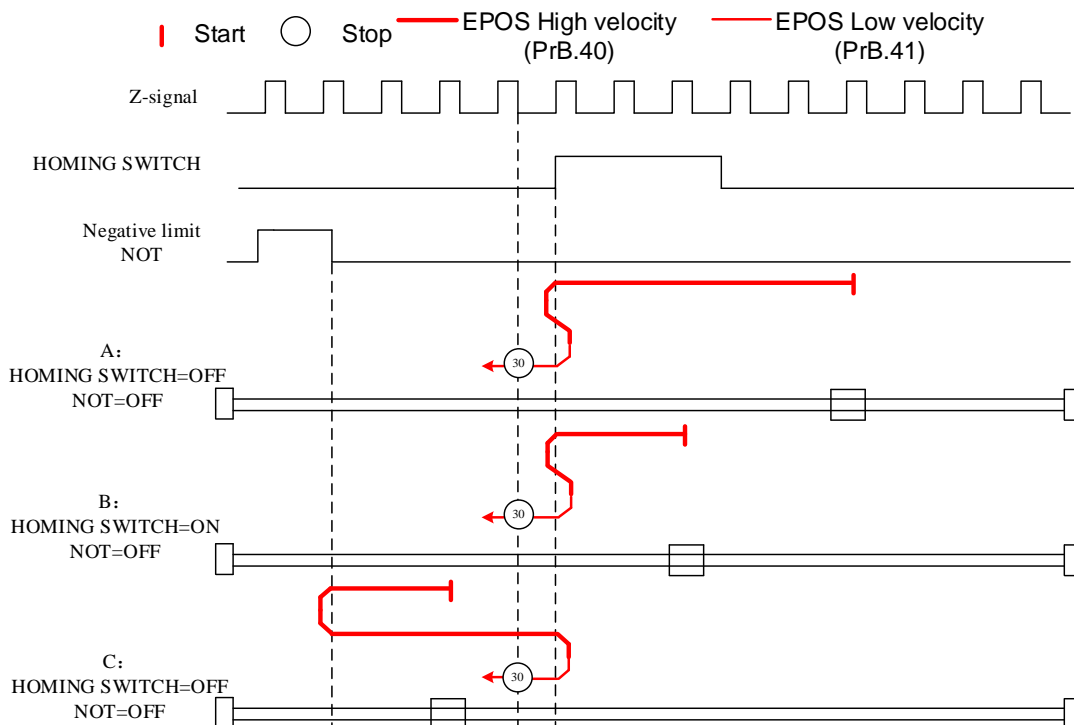 Start
Stop
EPOS High velocity
(PrB.40)
EPOS Low velocity
(PrB.41)
Z-signal
HOMING SWITCH
Negative limit
NOT
30
A：
HOMING SWITCH=OFF
NOT=OFF
30
B：
HOMING SWITCH=ON
NOT=OFF
30
C：
HOMING SWITCH=OFF
NOT=OFF